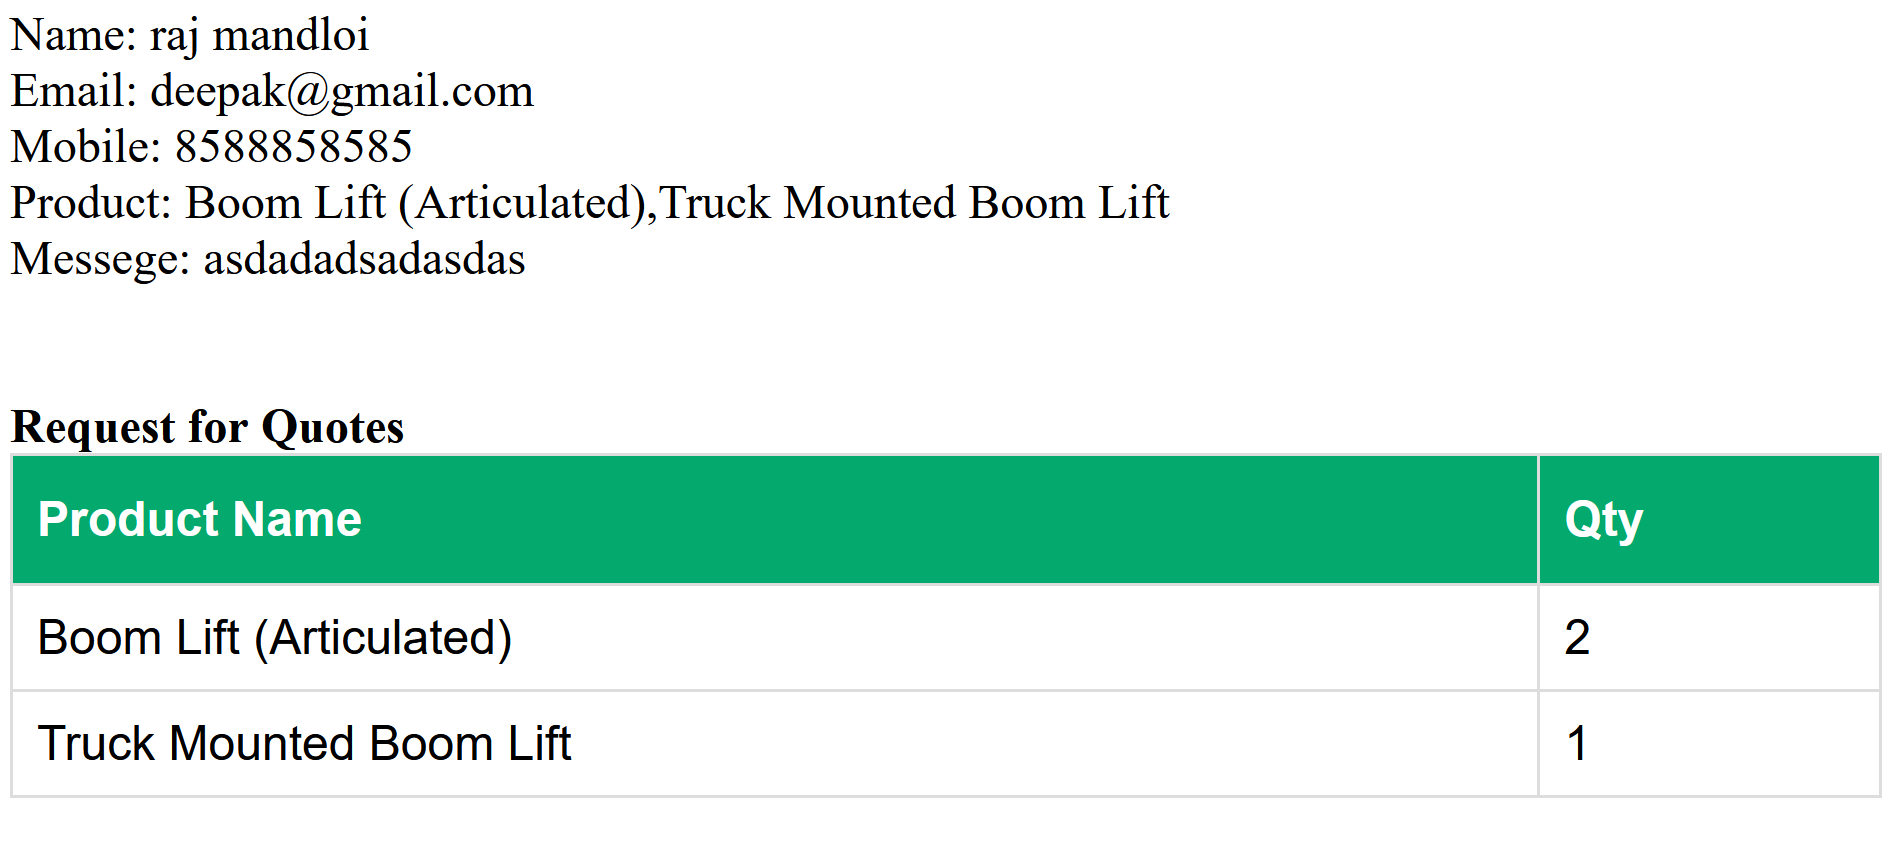 Name: raj mandloi
Email: deepak@gmail.com
Mobile: 8588858585
Product: Boom Lift (Articulated),Truck Mounted Boom Lift
Messege: asdadadsadasdas
Request for Quotes
Product Name Qty
Boom Lift (Articulated) 2
Truck Mounted Boom Lift 1